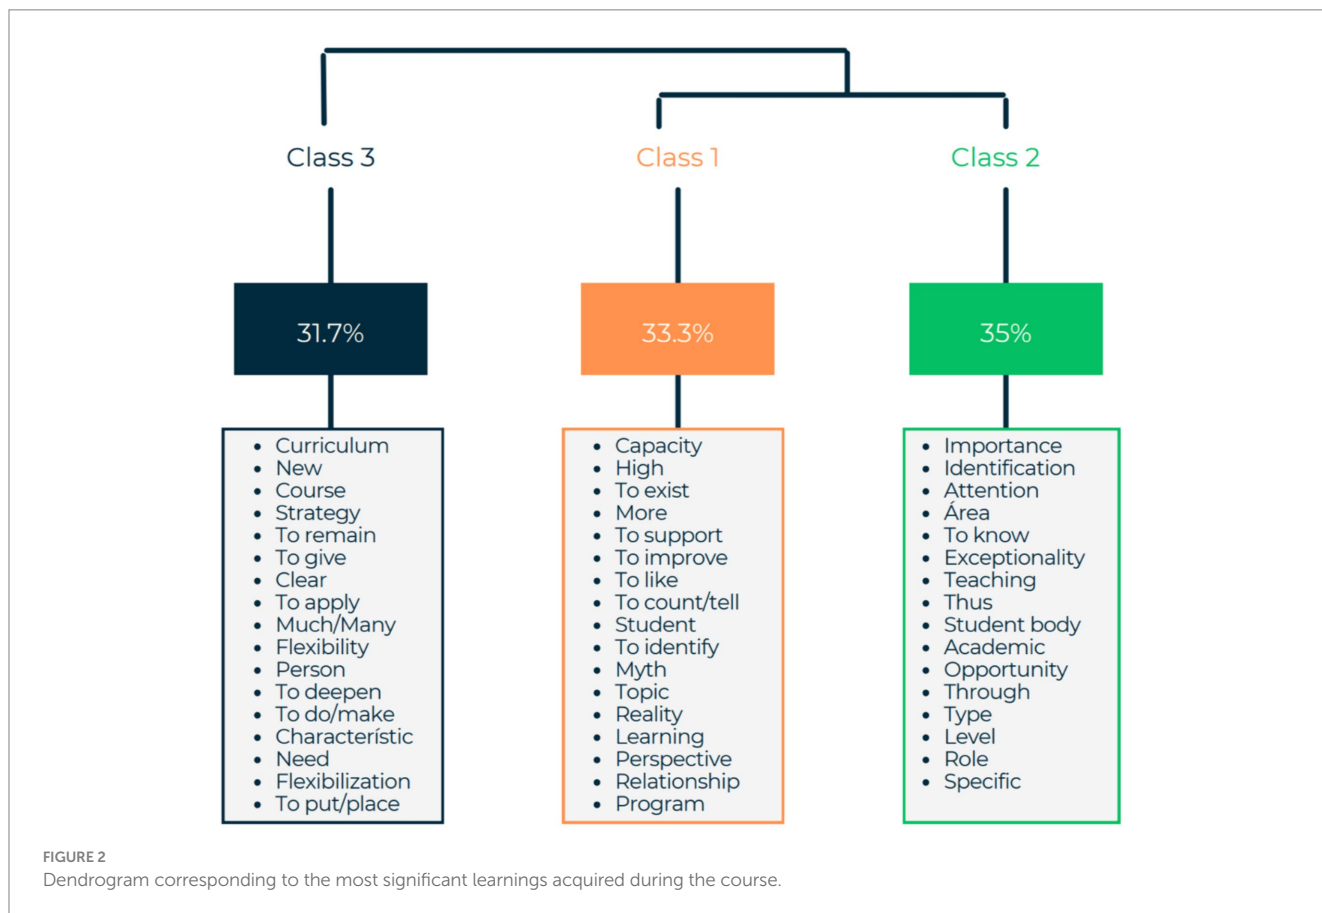 Class 3
Class 1
Class 2
31.7%
33.3%
35%
• Curriculum
• New
• Course
• Strategy
• To remain
• To give
• Clear
• To apply
• Much/Many
• Flexibility
• Person
• To deepen
• To do/make
• Characterístic
• Need
• Flexibilization
• To put/place
• Capacity
• High
• To exist
• More
• To support
• To improve
• To like
• To count/tell
• Student
• To identify
• Myth
• Topic
• Reality
• Learning
• Perspective
• Relationship
• Program
• Importance
• Identification
• Attention
• Área
• To know
• Exceptionality
• Teaching
• Thus
• Student body
• Academic
• Opportunity
• Through
• Type
• Level
• Role
• Specific
FIGURE 2
Dendrogram corresponding to the most significant learnings acquired during the course.